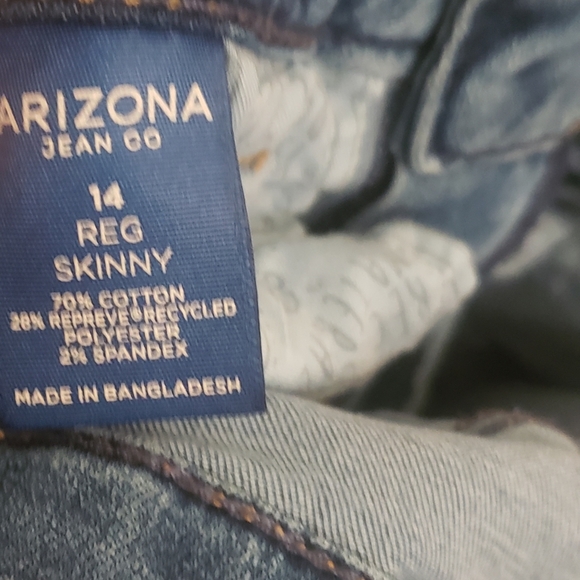 ARIZONA
JEAN CO
14
REG
SKINNY
70% COTTON
28% REPREVE®RECYCLED
POLYESTER
2% SPANDEX
MADE IN BANGLADESH